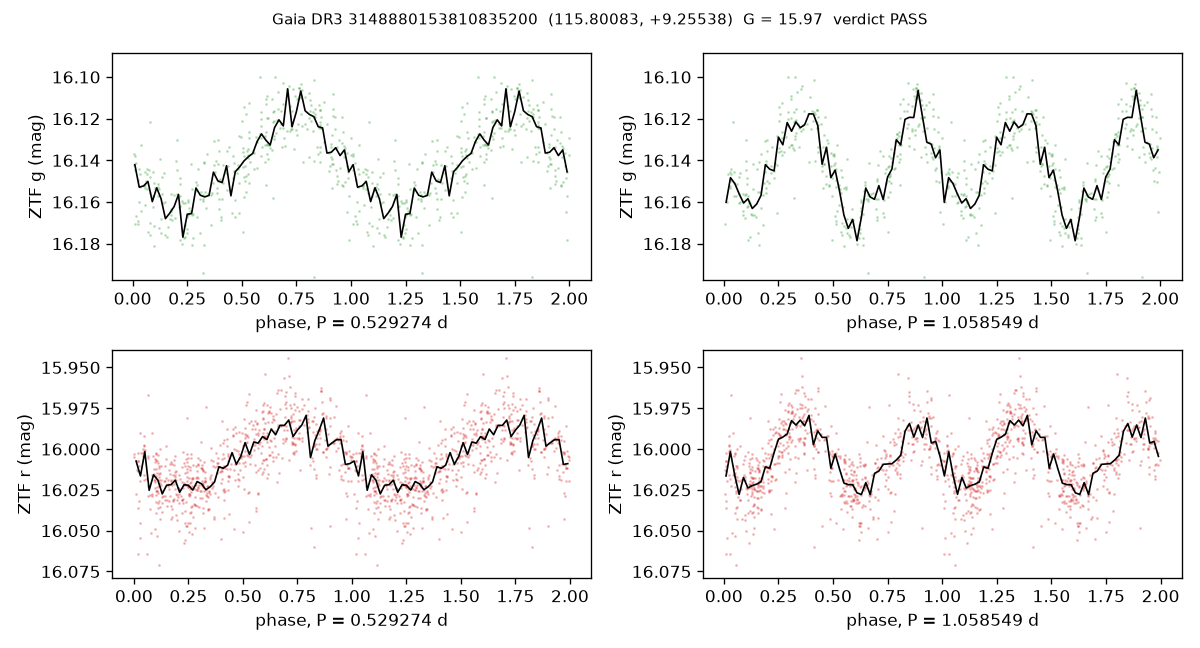 Gaia DR3 3148880153810835200 (115.80083, +9.25538) G = 15.97 verdict PASS
ZTF g (mag)
16.10
16.12
16.14
16.16
16.18
0.00 0.25 0.50 0.75 1.00 1.25 1.50 1.75 2.00
phase, P = 0.529274 d
ZTF g (mag)
16.10
16.12
16.14
16.16
16.18
0.00 0.25 0.50 0.75 1.00 1.25 1.50 1.75 2.00
phase, P = 1.058549 d
ZTF r (mag)
15.950
15.975
16.000
16.025
16.050
16.075
0.00 0.25 0.50 0.75 1.00 1.25 1.50 1.75 2.00
phase, P = 0.529274 d
ZTF r (mag)
15.950
15.975
16.000
16.025
16.050
16.075
0.00 0.25 0.50 0.75 1.00 1.25 1.50 1.75 2.00
phase, P = 1.058549 d